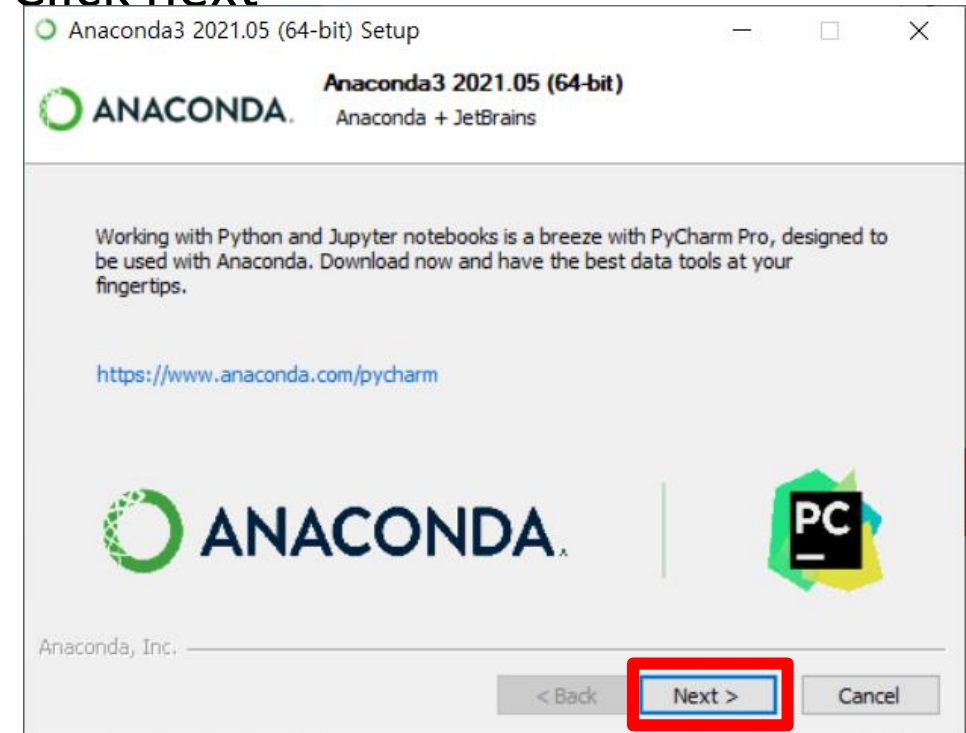 Click next
Anaconda3 2021.05 (64-bit) Setup
Anaconda3 2021.05 (64-bit)
ANACONDA.
Anaconda + JetBrains
Working with Python and Jupyter notebooks is a breeze with PyCharm Pro, designed to
be used with Anaconda. Download now and have the best data tools at your
fingertips.
https://www.anaconda.com/pycharm
ANACONDA.
PC
Anaconda, Inc.
< Back Next > Cancel